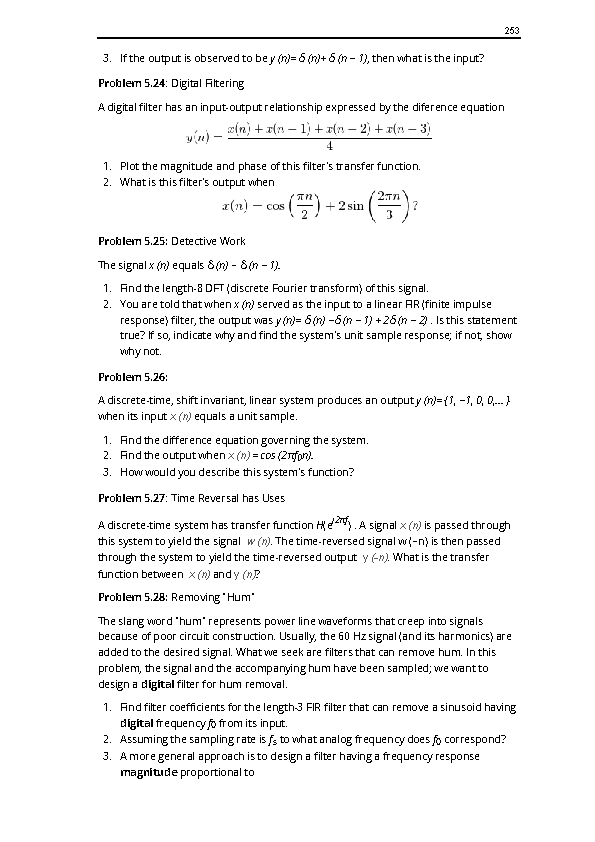 253
3. If the output is observed to be y (n)= δ (n)+ δ (n − 1), then what is the input?
Problem 5.24: Digital Filtering
A digital filter has an input-output relationship expressed by the diference equation
y(n) = x(n) + x(n − 1) + x(n − 2) + x(n − 3) / 4
1. Plot the magnitude and phase of this filter's transfer function.
2. What is this filter's output when
x(n) = cos (πn/2) + 2 sin (2πn/3) ?
Problem 5.25: Detective Work
The signal x (n) equals δ (n) − δ (n − 1).
1. Find the length-8 DFT (discrete Fourier transform) of this signal.
2. You are told that when x (n) served as the input to a linear FIR (finite impulse
response) filter, the output was y (n)= δ (n) −δ (n − 1) + 2δ (n − 2) . Is this statement
true? If so, indicate why and find the system's unit sample response; if not, show
why not.
Problem 5.26:
A discrete-time, shift invariant, linear system produces an output y (n)= {1, −1, 0, 0,... }
when its input x (n) equals a unit sample.
1. Find the difference equation governing the system.
2. Find the output when x (n) = cos (2πf0n).
3. How would you describe this system's function?
Problem 5.27: Time Reversal has Uses
A discrete-time system has transfer function H(e^j2πf) . A signal x (n) is passed through
this system to yield the signal w (n). The time-reversed signal w (−n) is then passed
through the system to yield the time-reversed output y (-n). What is the transfer
function between x (n) and y (n)?
Problem 5.28: Removing "Hum"
The slang word "hum" represents power line waveforms that creep into signals
because of poor circuit construction. Usually, the 60 Hz signal (and its harmonics) are
added to the desired signal. What we seek are filters that can remove hum. In this
problem, the signal and the accompanying hum have been sampled; we want to
design a digital filter for hum removal.
1. Find filter coefficients for the length-3 FIR filter that can remove a sinusoid having
digital frequency f0 from its input.
2. Assuming the sampling rate is fs to what analog frequency does f0 correspond?
3. A more general approach is to design a filter having a frequency response
magnitude proportional to